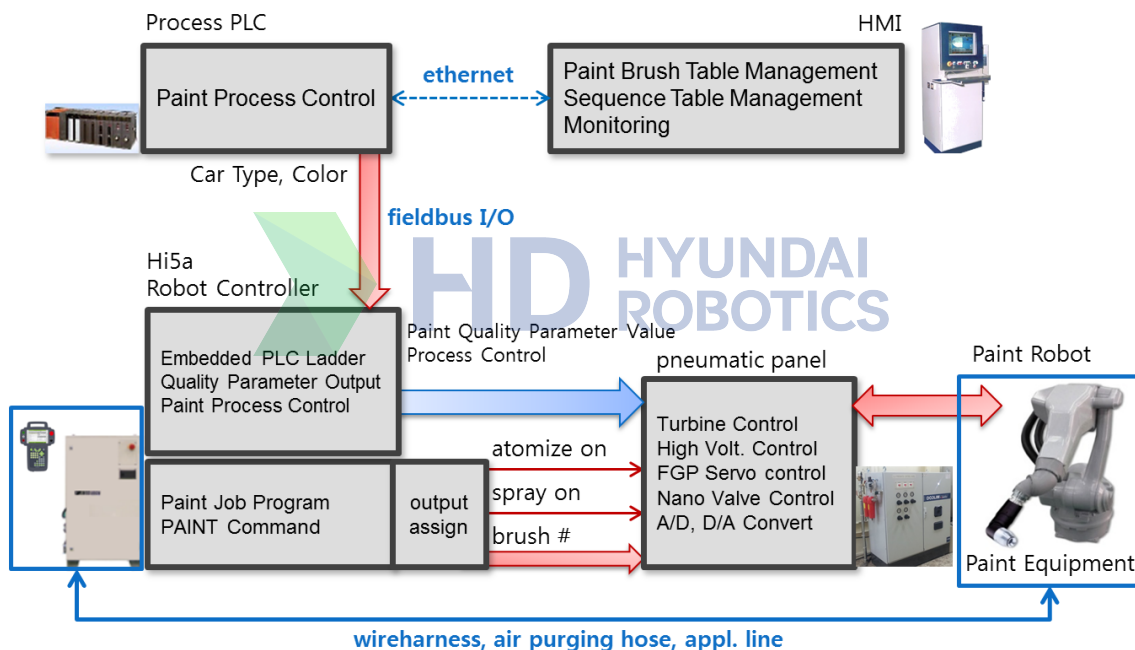 Process PLC
HMI
Paint Process Control
ethernet
Paint Brush Table Management
Sequence Table Management
Monitoring
Car Type, Color
fieldbus I/O
HD HYUNDAI
ROBOTICS
Hi5a
Robot Controller
Embedded PLC Ladder
Quality Parameter Output
Paint Process Control
Paint Quality Parameter Value
Process Control
pneumatic panel
Paint Robot
Turbine Control
High Volt. Control
FGP Servo control
Nano Valve Control
A/D, D/A Convert
atomize on
spray on
brush #
Paint Job Program
PAINT Command
output
assign
Paint Equipment
wireharness, air purging hose, appl. line